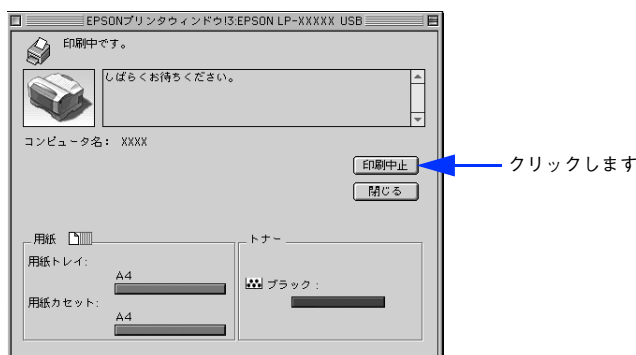 EPSONプリンタウィンドウ!3:EPSON LP-XXXXX USB
印刷中です。
しばらくお待ちください。
コンピュータ名： XXXX
印刷中止
クリックします
閉じる
用紙
用紙トレイ:
A4
用紙カセット:
A4
トナー
ブラック：